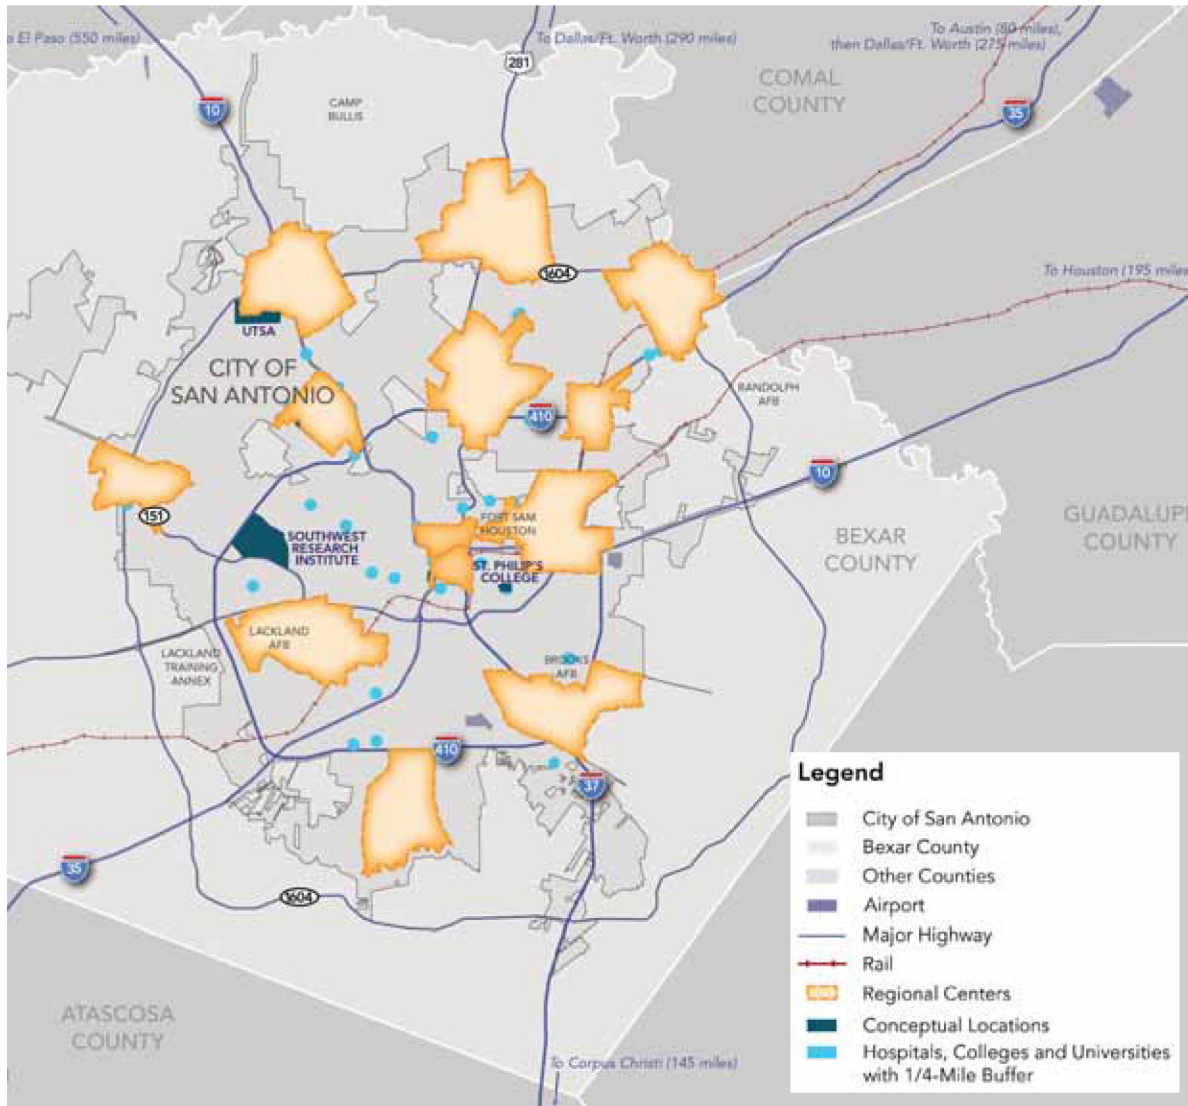 o El Paso (550 miles)
To Dallas/Ft. Worth (290 miles)
To Austin (80 miles),
then Dallas/Ft. Worth (275 miles)
281
COMAL
COUNTY
CAMP
BULLIS
10
35
1604
To Houston (195 miles
UTSA
CITY OF
SAN ANTONIO
RANDOLPH
AFB
410
10
151
FORT SAM
HOUSTON
GUADALUPE
COUNTY
SOUTHWEST
RESEARCH
INSTITUTE
BEXAR
COUNTY
ST. PHILIP'S
COLLEGE
LACKLAND
AFB
LACKLAND
TRAINING
ANNEX
BROOKS
AFB
410
37
35
1604
ATASCOSA
COUNTY
To Corpus Christi (145 miles)
Legend
City of San Antonio
Bexar County
Other Counties
Airport
Major Highway
Rail
Regional Centers
Conceptual Locations
Hospitals, Colleges and Universities
with 1/4-Mile Buffer